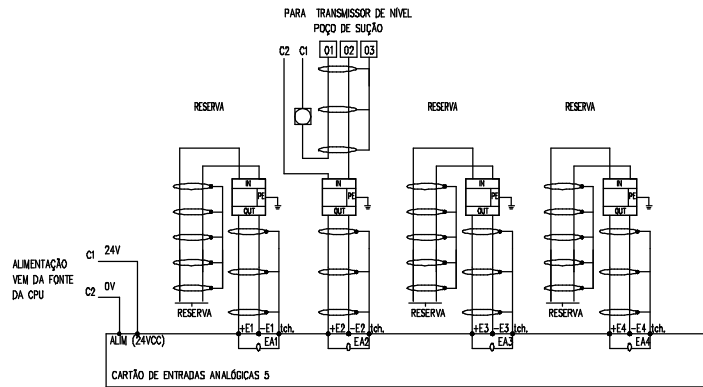 PARA TRANSMISSOR DE NÍVEL
POÇO DE SUÇÃO
C2 C1 01 02 03
RESERVA RESERVA RESERVA
IN IN IN IN
PE PE PE PE
OUT OUT OUT OUT
ALIMENTAÇÃO
VEM DA FONTE
DA CPU
C1 24V
C2 0V
RESERVA RESERVA RESERVA
+E1 -E1 tch. +E2 -E2 tch. +E3 -E3 tch. +E4 -E4 tch.
ALIM (24VCC) EA1 EA2 EA3 EA4
CARTÃO DE ENTRADAS ANALÓGICAS 5